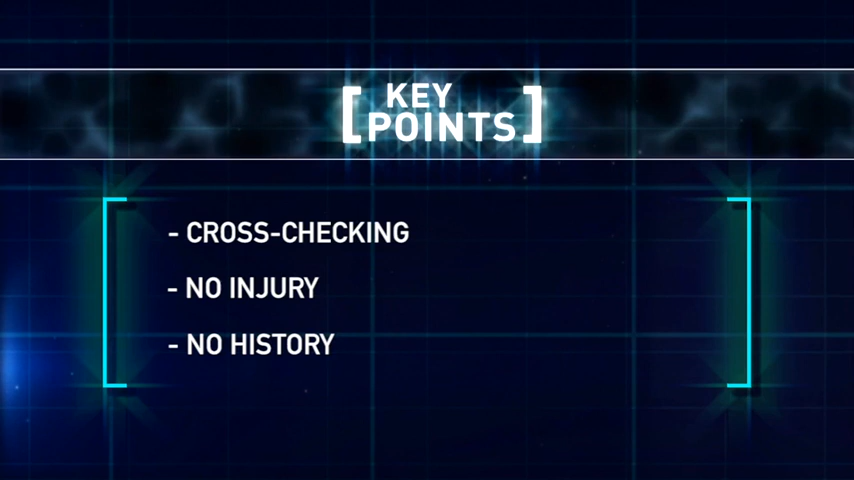 [KEY
POINTS]
- CROSS-CHECKING
- NO INJURY
- NO HISTORY